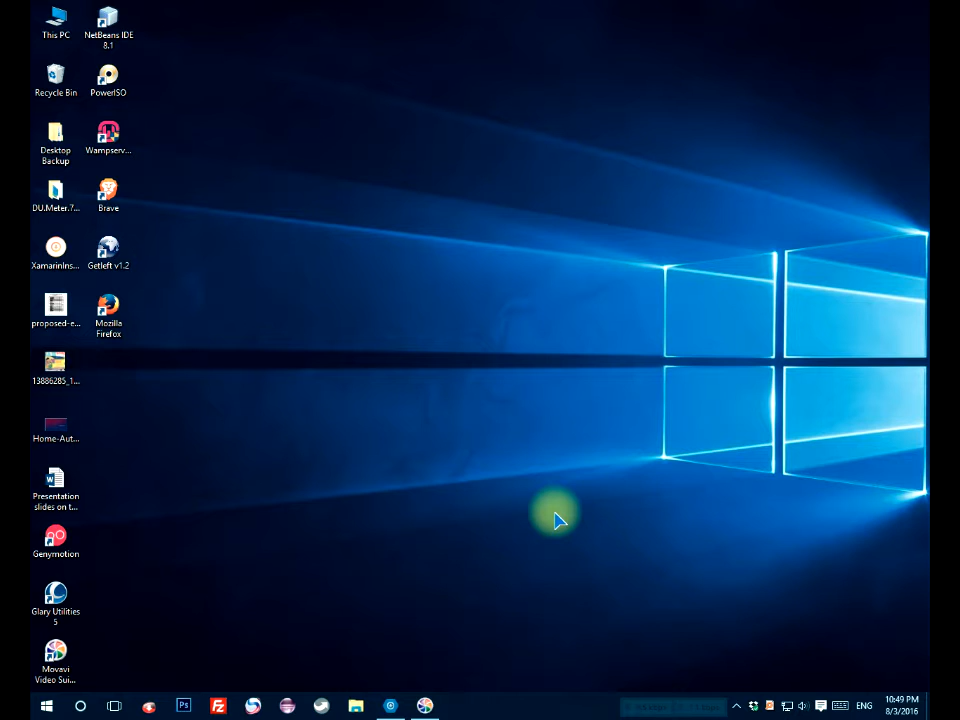 This PC
NetBeans IDE
8.1
Recycle Bin
PowerISO
Desktop
Backup
Wampserv...
DU.Meter.7...
Brave
XamarinIns...
Getleft v1.2
proposed-e...
Mozilla
Firefox
13886285_1...
Home-Aut...
Presentation
slides on t...
Genymotion
Glary Utilities
5
Movavi
Video Sui...
Ps
Fz
ENG
10:49 PM
8/3/2016